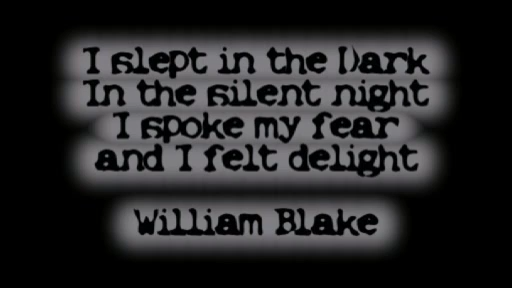 I slept in the Dark
In the silent night
I spoke my fear
and I felt delight
William Blake